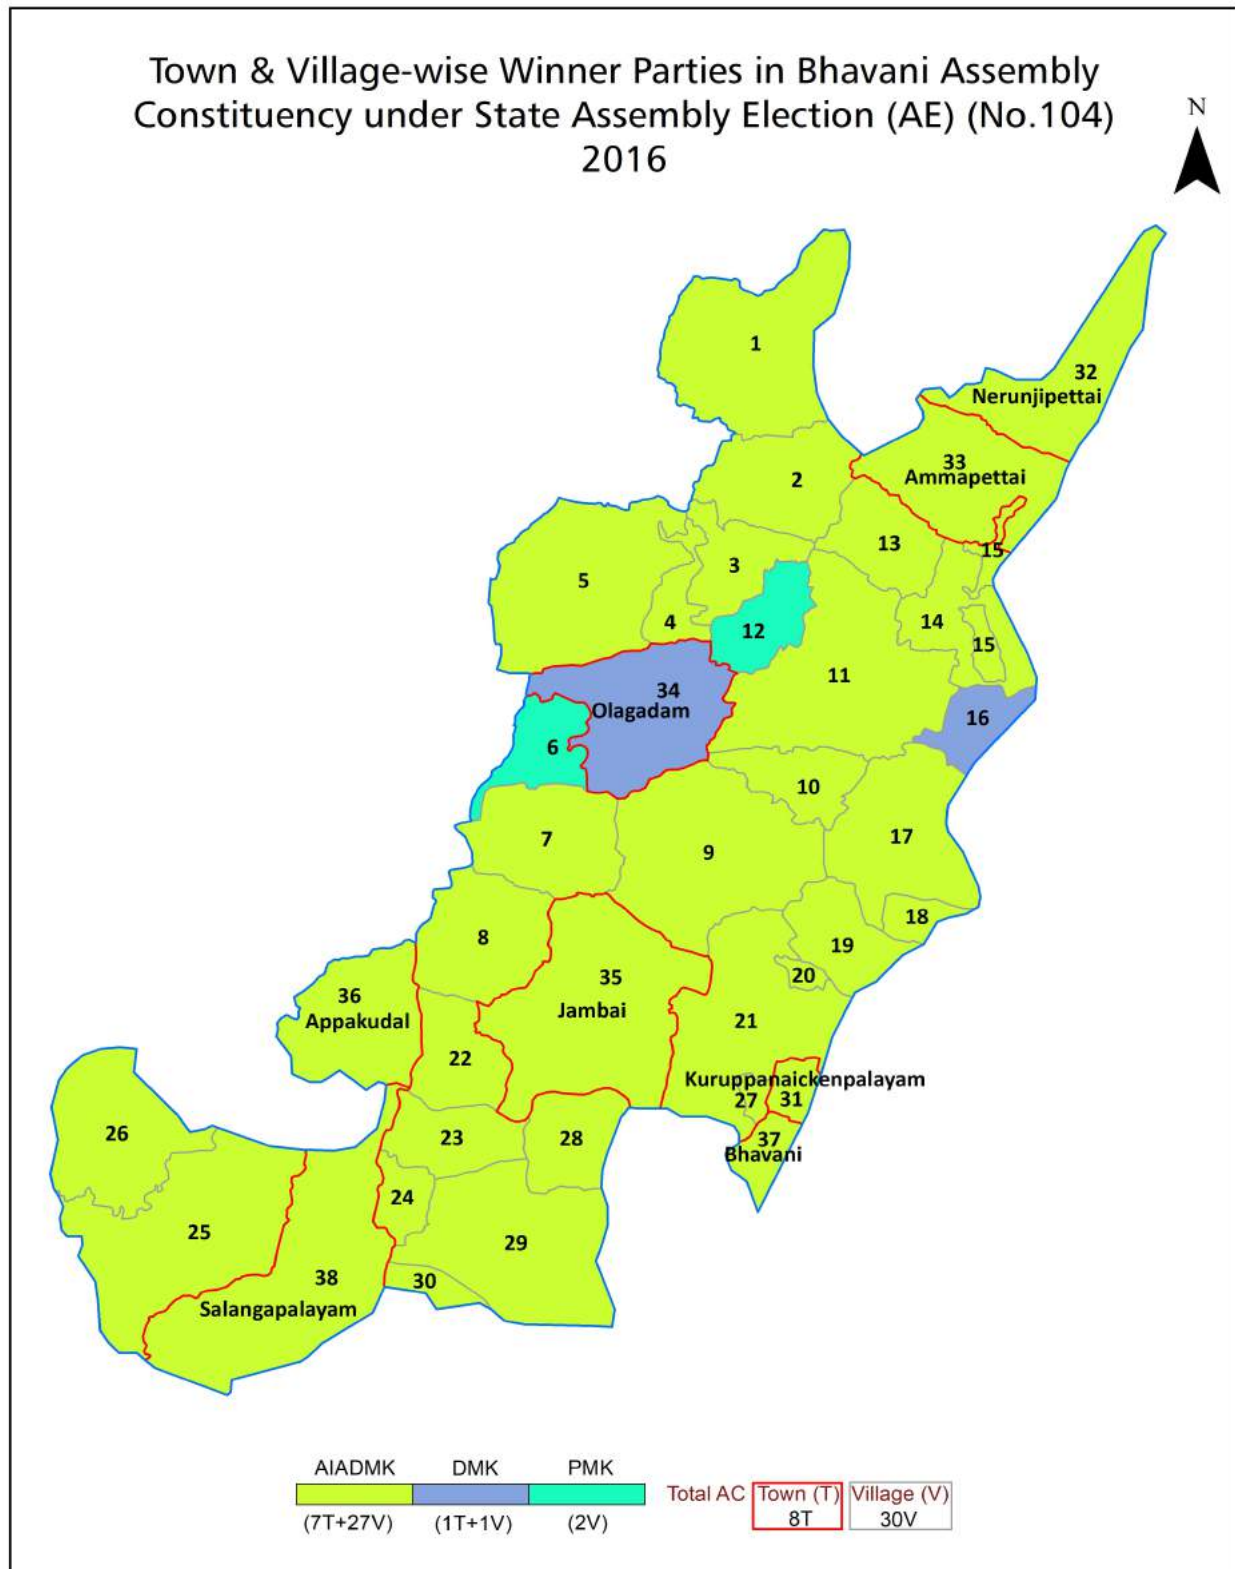 Town & Village-wise Winner Parties in Bhavani Assembly
Constituency under State Assembly Election (AE) (No.104)
2016
N
1
32
Nerunjipettai
33
Ammapettai
2
13
15
3
5
4
12
14
15
11
34
Olagadam
16
6
10
7
9
17
18
8
19
20
35
Jambai
36
Appakudal
21
22
Kuruppanaickenpalayam
27
31
26
23
28
37
Bhavani
24
25
29
38
30
Salangapalayam
AIADMK DMK PMK
Total AC Town (T) Village (V)
8T 30V
(7T+27V) (1T+1V) (2V)